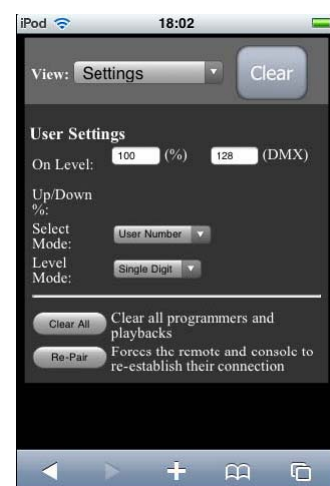 iPod 18:02
View: Settings Clear
User Settings
On Level: 100 (%) 128 (DMX)
Up/Down
%:
Select
Mode: User Number
Level
Mode: Single Digit
Clear All Clear all programmers and
playbacks
Re-Pair Forces the remote and console to
re-establish their connection